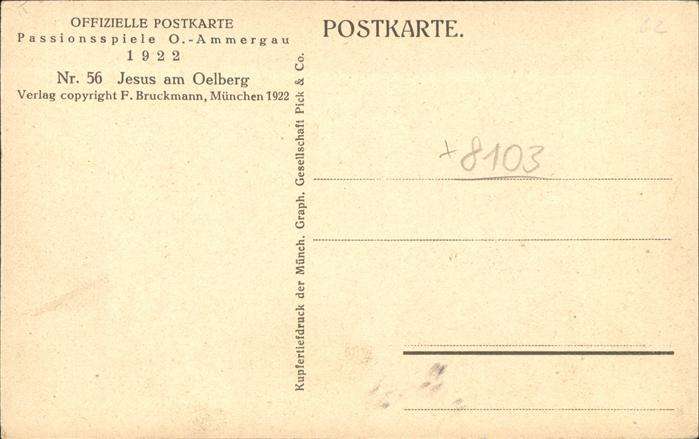 OFFIZIELLE POSTKARTE
Passionsspiele O.-Ammergau
1922
Nr. 56 Jesus am Oelberg
Verlag copyright F. Bruckmann, München 1922
Kupfertiefdruck der Münch. Graph. Gesellschaft Pick & Co.
POSTKARTE.
62
+8103